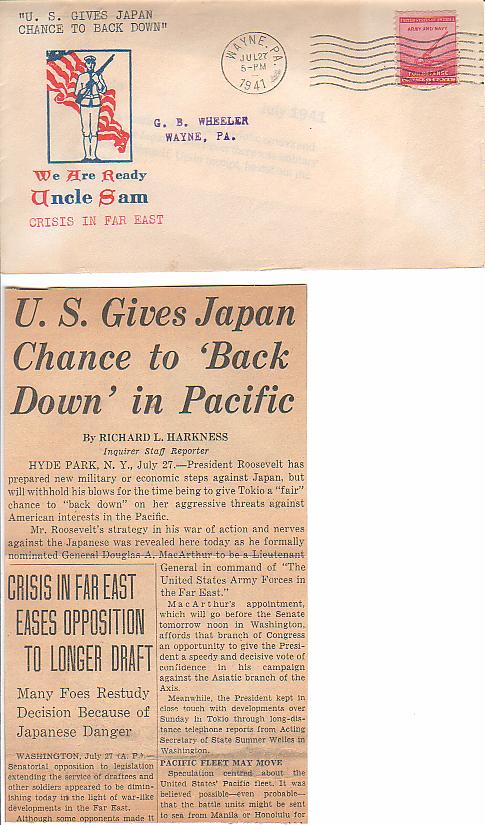 "U. S. GIVES JAPAN
CHANCE TO BACK DOWN"
WAYNE, PA.
JUL 27
5-PM
1941
UNITED STATES OF AMERICA
ARMY AND NAVY
FOR DEFENSE
G. B. WHEELER
WAYNE, PA.
July 1941
We Are Ready
Uncle Sam
CRISIS IN FAR EAST
U. S. Gives Japan
Chance to 'Back
Down' in Pacific
By RICHARD L. HARKNESS
Inquirer Staff Reporter
HYDE PARK, N. Y., July 27.—President Roosevelt has
prepared new military or economic steps against Japan, but
will withhold his blows for the time being to give Tokio a "fair"
chance to "back down" on her aggressive threats against
American interests in the Pacific.
Mr. Roosevelt's strategy in his war of action and nerves
against the Japanese was revealed here today as he formally
nominated General Douglas A. MacArthur to be a Lieutenant
General in command of "The
United States Army Forces in
the Far East."
MacArthur's appointment,
which will go before the Senate
tomorrow noon in Washington,
affords that branch of Congress
an opportunity to give the Presi-
dent a speedy and decisive vote of
confidence in his campaign
against the Asiatic branch of the
Axis.
Meanwhile, the President kept in
close touch with developments over
Sunday in Tokio through long-dis-
tance telephone reports from Acting
Secretary of State Sumner Welles in
Washington.
PACIFIC FLEET MAY MOVE
Speculation centred about the
United States' Pacific fleet. It was
believed possible—even probable—
that the battle units might be sent
to sea from Manila or Honolulu for
CRISIS IN FAR EAST
EASES OPPOSITION
TO LONGER DRAFT
Many Foes Restudy
Decision Because of
Japanese Danger
WASHINGTON, July 27 (A. P.).—
Senatorial opposition to legislation
extending the service of draftees and
other soldiers appeared to be dimin-
ishing today in the light of war-like
developments in the Far East.
Although some opponents made it